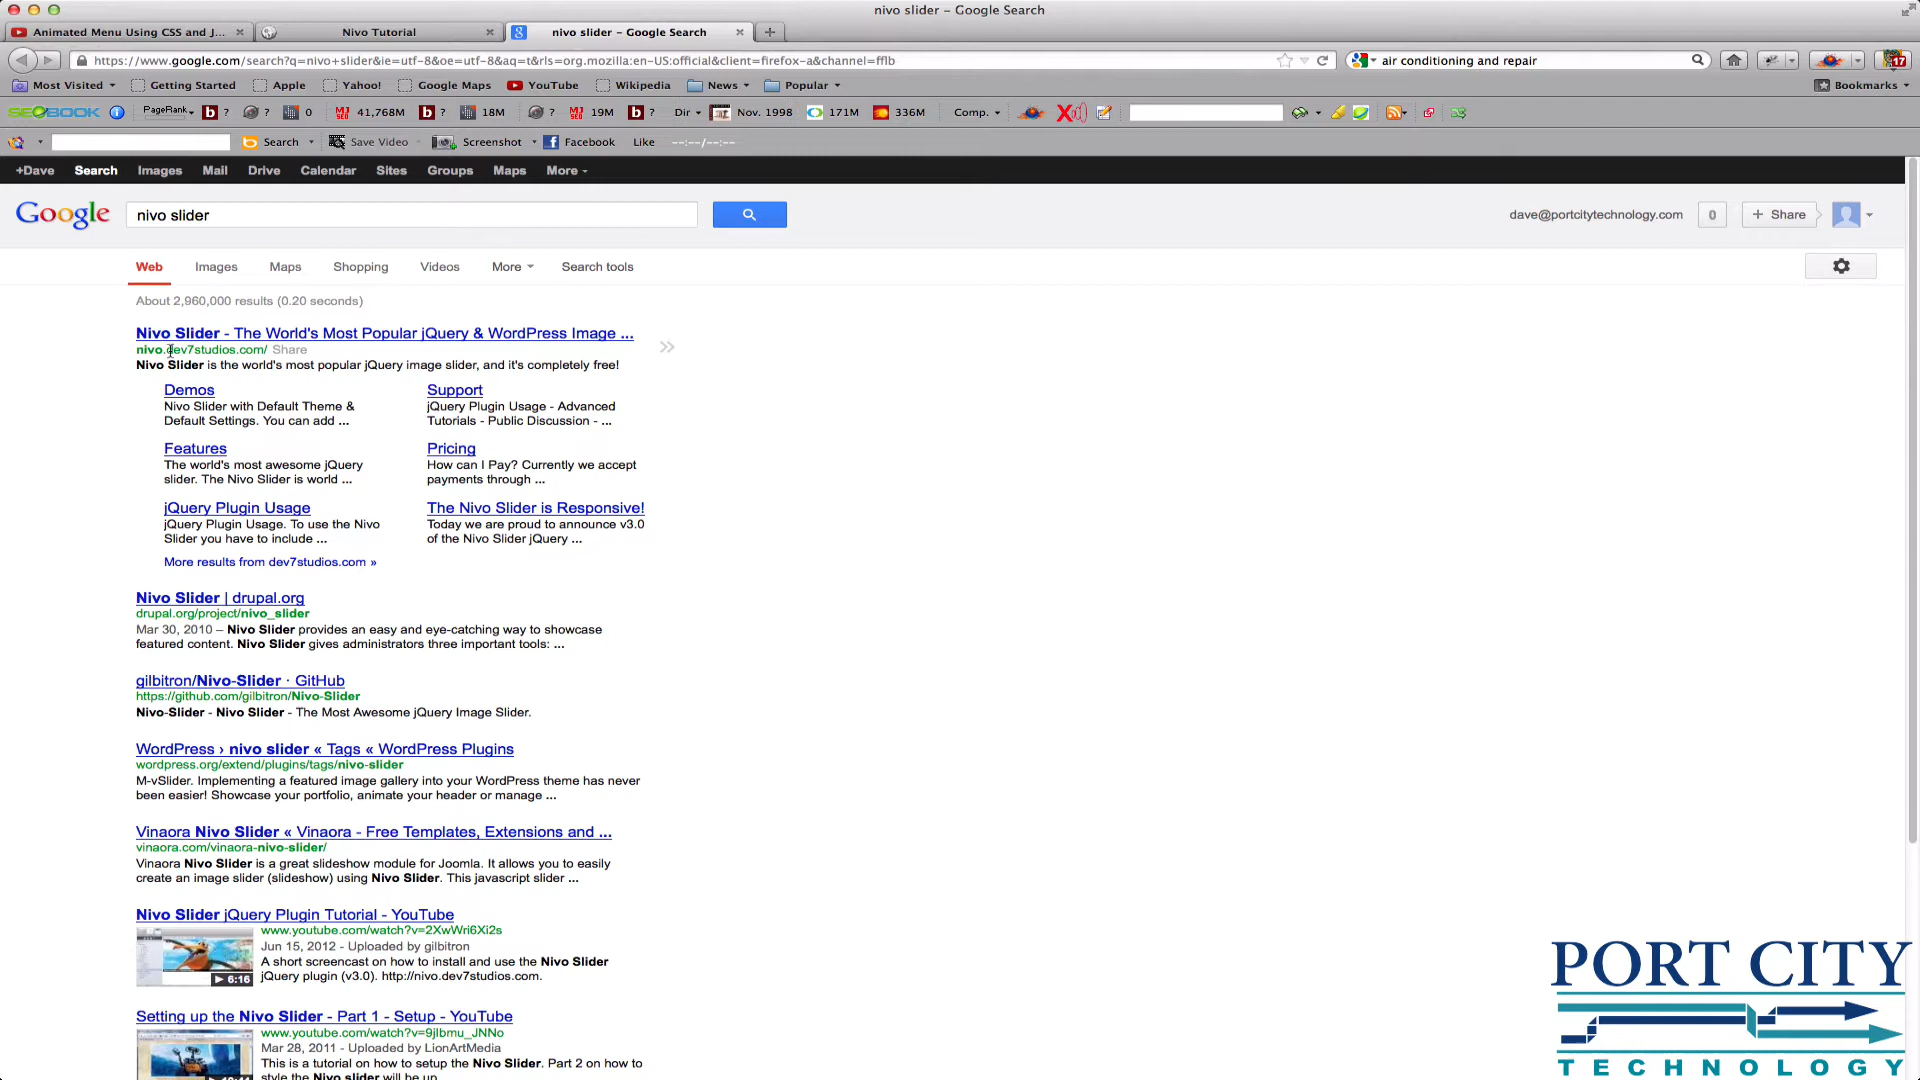 nivo slider – Google Search
Animated Menu Using CSS and J...
Nivo Tutorial
nivo slider – Google Search
https://www.google.com/search?q=nivo+slider&ie=utf-8&oe=utf-8&aq=t&rls=org.mozilla:en-US:official&client=firefox-a&channel=fflb
air conditioning and repair
17
Most Visited
Getting Started
Apple
Yahoo!
Google Maps
YouTube
Wikipedia
News
Popular
Bookmarks
SEOBOOK
PageRank
b ?
?
0
41,768M
b ?
18M
?
19M
b ?
Dir
Nov. 1998
171M
336M
Comp.
Search
Save Video
Screenshot
Facebook
Like
--:--/--:--
+Dave Search Images Mail Drive Calendar Sites Groups Maps More
Google
nivo slider
dave@portcitytechnology.com
0
+ Share
Web Images Maps Shopping Videos More Search tools
About 2,960,000 results (0.20 seconds)
Nivo Slider - The World's Most Popular jQuery & WordPress Image ...
nivo.dev7studios.com/ Share
Nivo Slider is the world's most popular jQuery image slider, and it's completely free!
Demos
Nivo Slider with Default Theme &
Default Settings. You can add ...
Support
jQuery Plugin Usage - Advanced
Tutorials - Public Discussion - ...
Features
The world's most awesome jQuery
slider. The Nivo Slider is world ...
Pricing
How can I Pay? Currently we accept
payments through ...
jQuery Plugin Usage
jQuery Plugin Usage. To use the Nivo
Slider you have to include ...
The Nivo Slider is Responsive!
Today we are proud to announce v3.0
of the Nivo Slider jQuery ...
More results from dev7studios.com »
Nivo Slider | drupal.org
drupal.org/project/nivo_slider
Mar 30, 2010 – Nivo Slider provides an easy and eye-catching way to showcase
featured content. Nivo Slider gives administrators three important tools: ...
gilbitron/Nivo-Slider · GitHub
https://github.com/gilbitron/Nivo-Slider
Nivo-Slider - Nivo Slider - The Most Awesome jQuery Image Slider.
WordPress › nivo slider « Tags « WordPress Plugins
wordpress.org/extend/plugins/tags/nivo-slider
M-vSlider. Implementing a featured image gallery into your WordPress theme has never
been easier! Showcase your portfolio, animate your header or manage ...
Vinaora Nivo Slider « Vinaora - Free Templates, Extensions and ...
vinaora.com/vinaora-nivo-slider/
Vinaora Nivo Slider is a great slideshow module for Joomla. It allows you to easily
create an image slider (slideshow) using Nivo Slider. This javascript slider ...
Nivo Slider jQuery Plugin Tutorial - YouTube
www.youtube.com/watch?v=2XwWri6Xi2s
Jun 15, 2012 - Uploaded by gilbitron
A short screencast on how to install and use the Nivo Slider
jQuery plugin (v3.0). http://nivo.dev7studios.com.
6:16
Setting up the Nivo Slider - Part 1 - Setup - YouTube
www.youtube.com/watch?v=9jlbmu_JNNo
Mar 28, 2011 - Uploaded by LionArtMedia
This is a tutorial on how to setup the Nivo Slider. Part 2 on how to
style the Nivo slider will be up
PORT CITY
TECHNOLOGY